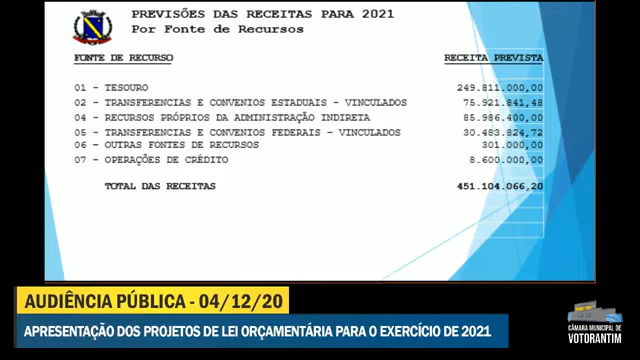 PREVISÕES DAS RECEITAS PARA 2021
Por Fonte de Recursos
FONTE DE RECURSO RECEITA PREVISTA
01 - TESOURO 249.811.000,00
02 - TRANSFERENCIAS E CONVENIOS ESTADUAIS - VINCULADOS 75.921.841,48
04 - RECURSOS PRÓPRIOS DA ADMINISTRAÇÃO INDIRETA 85.986.400,00
05 - TRANSFERENCIAS E CONVENIOS FEDERAIS - VINCULADOS 30.483.824,72
06 - OUTRAS FONTES DE RECURSOS 301.000,00
07 - OPERAÇÕES DE CRÉDITO 8.600.000,00
TOTAL DAS RECEITAS 451.104.066,20
AUDIÊNCIA PÚBLICA - 04/12/20
APRESENTAÇÃO DOS PROJETOS DE LEI ORÇAMENTÁRIA PARA O EXERCÍCIO DE 2021
CÂMARA MUNICIPAL DE
VOTORANTIM